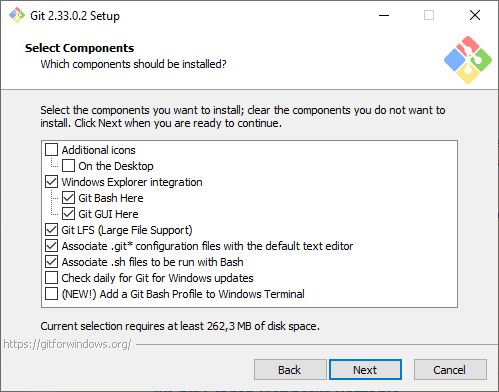 Git 2.33.0.2 Setup
Select Components
Which components should be installed?
Select the components you want to install; clear the components you do not want to
install. Click Next when you are ready to continue.
Additional icons
On the Desktop
Windows Explorer integration
Git Bash Here
Git GUI Here
Git LFS (Large File Support)
Associate .git* configuration files with the default text editor
Associate .sh files to be run with Bash
Check daily for Git for Windows updates
(NEW!) Add a Git Bash Profile to Windows Terminal
Current selection requires at least 262,3 MB of disk space.
https://gitforwindows.org/
Back
Next
Cancel